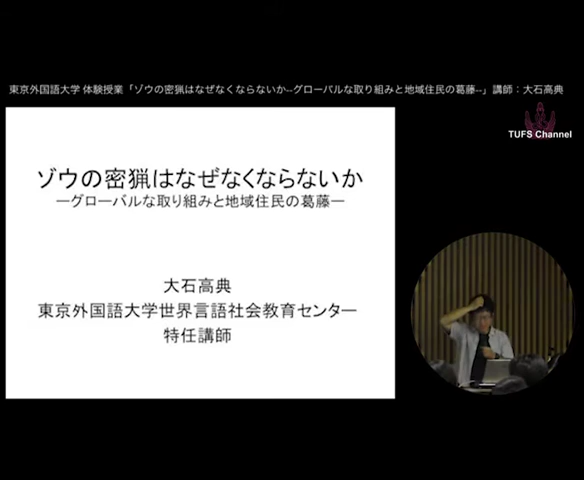 東京外国語大学 体験授業「ゾウの密猟はなぜなくならないか--グローバルな取り組みと地域住民の葛藤--」講師：大石高典
TUFS Channel
ゾウの密猟はなぜなくならないか
ーグローバルな取り組みと地域住民の葛藤ー
大石高典
東京外国語大学世界言語社会教育センター
特任講師